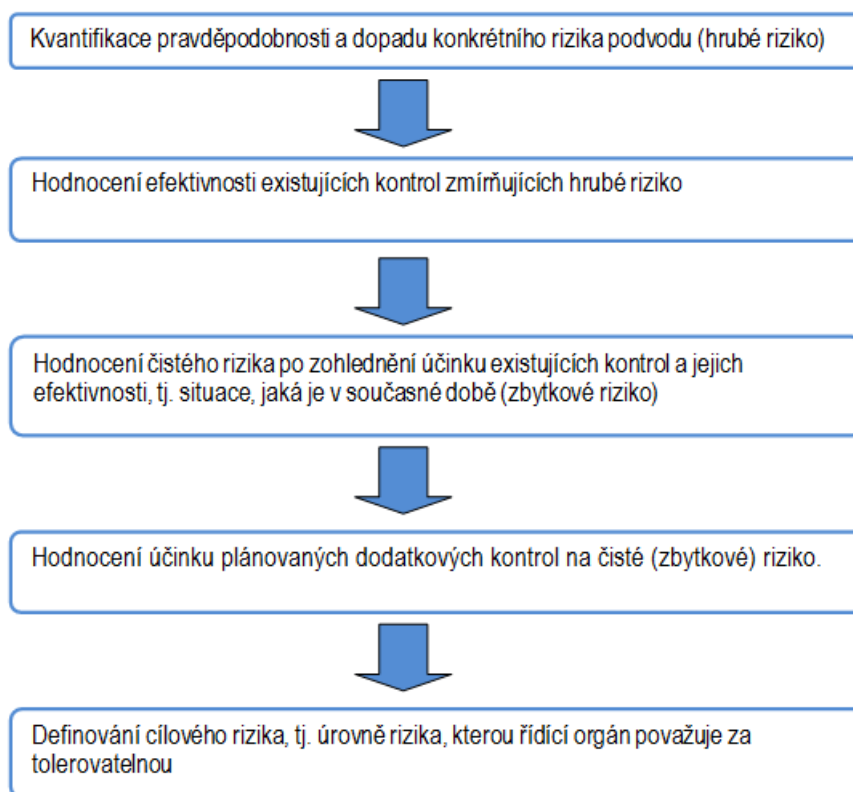 Kvantifikace pravděpodobnosti a dopadu konkrétního rizika podvodu (hrubé riziko)
Hodnocení efektivnosti existujících kontrol zmírňujících hrubé riziko
Hodnocení čistého rizika po zohlednění účinku existujících kontrol a jejich
efektivnosti, tj. situace, jaká je v současné době (zbytkové riziko)
Hodnocení účinku plánovaných dodatkových kontrol na čisté (zbytkové) riziko.
Definování cílového rizika, tj. úrovně rizika, kterou řídící orgán považuje za
tolerovatelnou